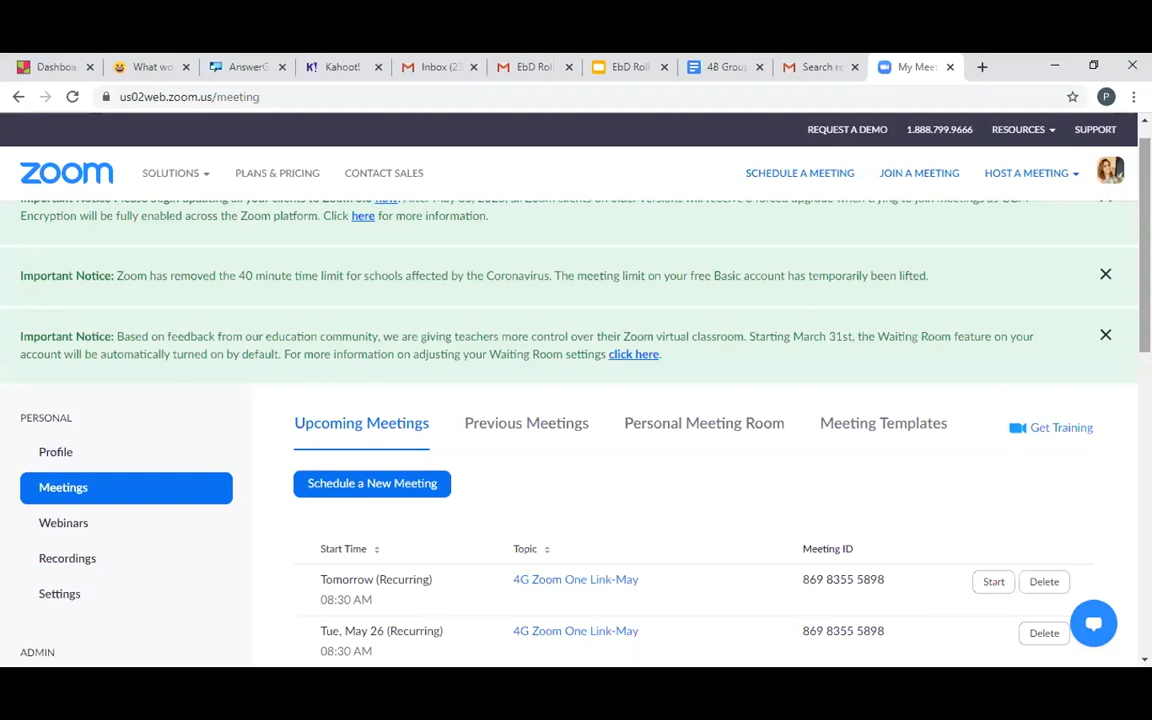 Dashboa
What wo
AnswerG
Kahoot!
Inbox (2
EbD Roll
EbD Roll
4B Group
Search re
My Meet
us02web.zoom.us/meeting
P
REQUEST A DEMO 1.888.799.9666 RESOURCES SUPPORT
zoom SOLUTIONS PLANS & PRICING CONTACT SALES SCHEDULE A MEETING JOIN A MEETING HOST A MEETING
Encryption will be fully enabled across the Zoom platform. Click here for more information.
Important Notice: Zoom has removed the 40 minute time limit for schools affected by the Coronavirus. The meeting limit on your free Basic account has temporarily been lifted.
Important Notice: Based on feedback from our education community, we are giving teachers more control over their Zoom virtual classroom. Starting March 31st, the Waiting Room feature on your
account will be automatically turned on by default. For more information on adjusting your Waiting Room settings click here.
PERSONAL
Profile
Meetings
Webinars
Recordings
Settings
ADMIN
Upcoming Meetings Previous Meetings Personal Meeting Room Meeting Templates Get Training
Schedule a New Meeting
Start Time Topic Meeting ID
Tomorrow (Recurring) 4G Zoom One Link-May 869 8355 5898 Start Delete
08:30 AM
Tue, May 26 (Recurring) 4G Zoom One Link-May 869 8355 5898 Delete
08:30 AM